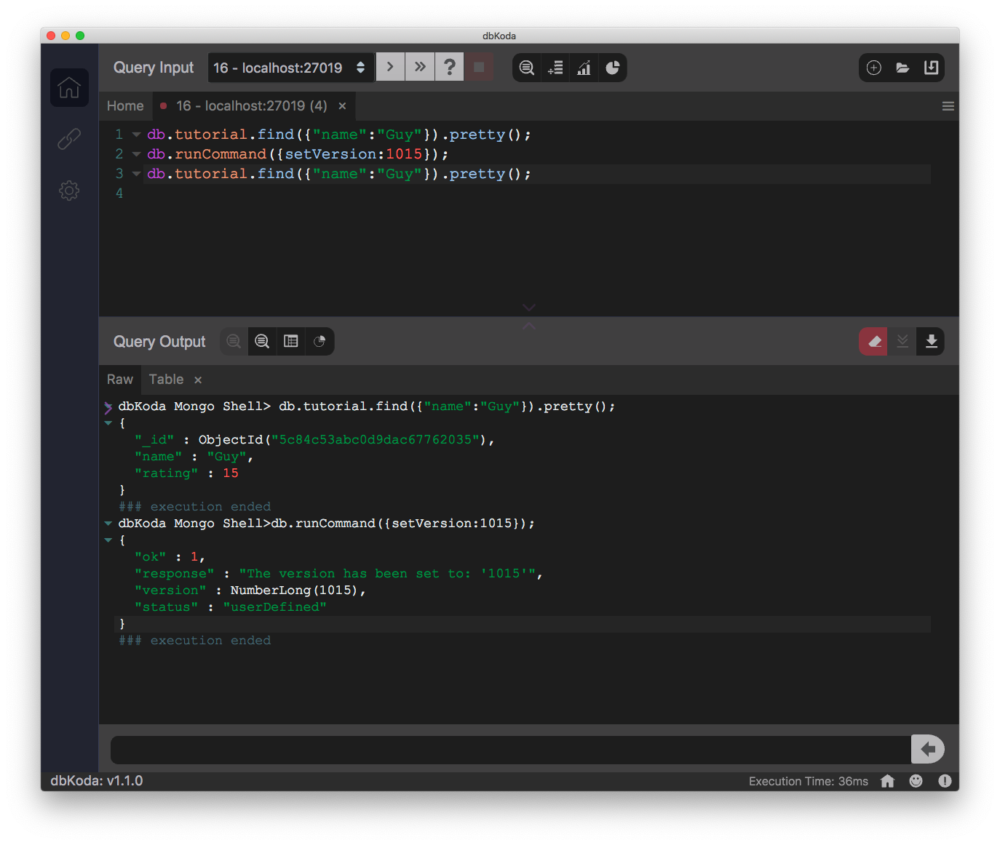 dbKoda
Query Input 16 - localhost:27019
Home 16 - localhost:27019 (4) ×
1 db.tutorial.find({"name":"Guy"}).pretty();
2 db.runCommand({setVersion:1015});
3 db.tutorial.find({"name":"Guy"}).pretty();
4
Query Output
Raw Table ×
dbKoda Mongo Shell> db.tutorial.find({"name":"Guy"}).pretty();
{
"_id" : ObjectId("5c84c53abc0d9dac67762035"),
"name" : "Guy",
"rating" : 15
}
### execution ended
dbKoda Mongo Shell>db.runCommand({setVersion:1015});
{
"ok" : 1,
"response" : "The version has been set to: '1015'",
"version" : NumberLong(1015),
"status" : "userDefined"
}
### execution ended
dbKoda: v1.1.0 Execution Time: 36ms